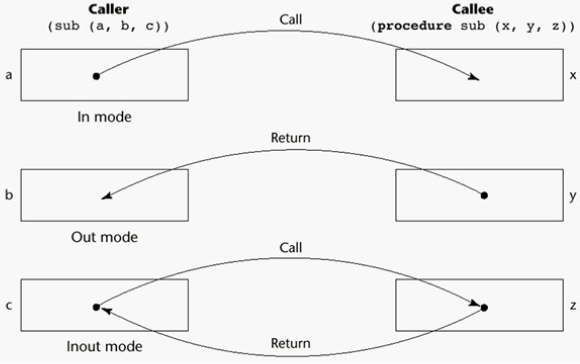 Caller
(sub (a, b, c))
Call
Callee
(procedure sub (x, y, z))
a
x
In mode
Return
b
y
Out mode
Call
c
z
Inout mode
Return